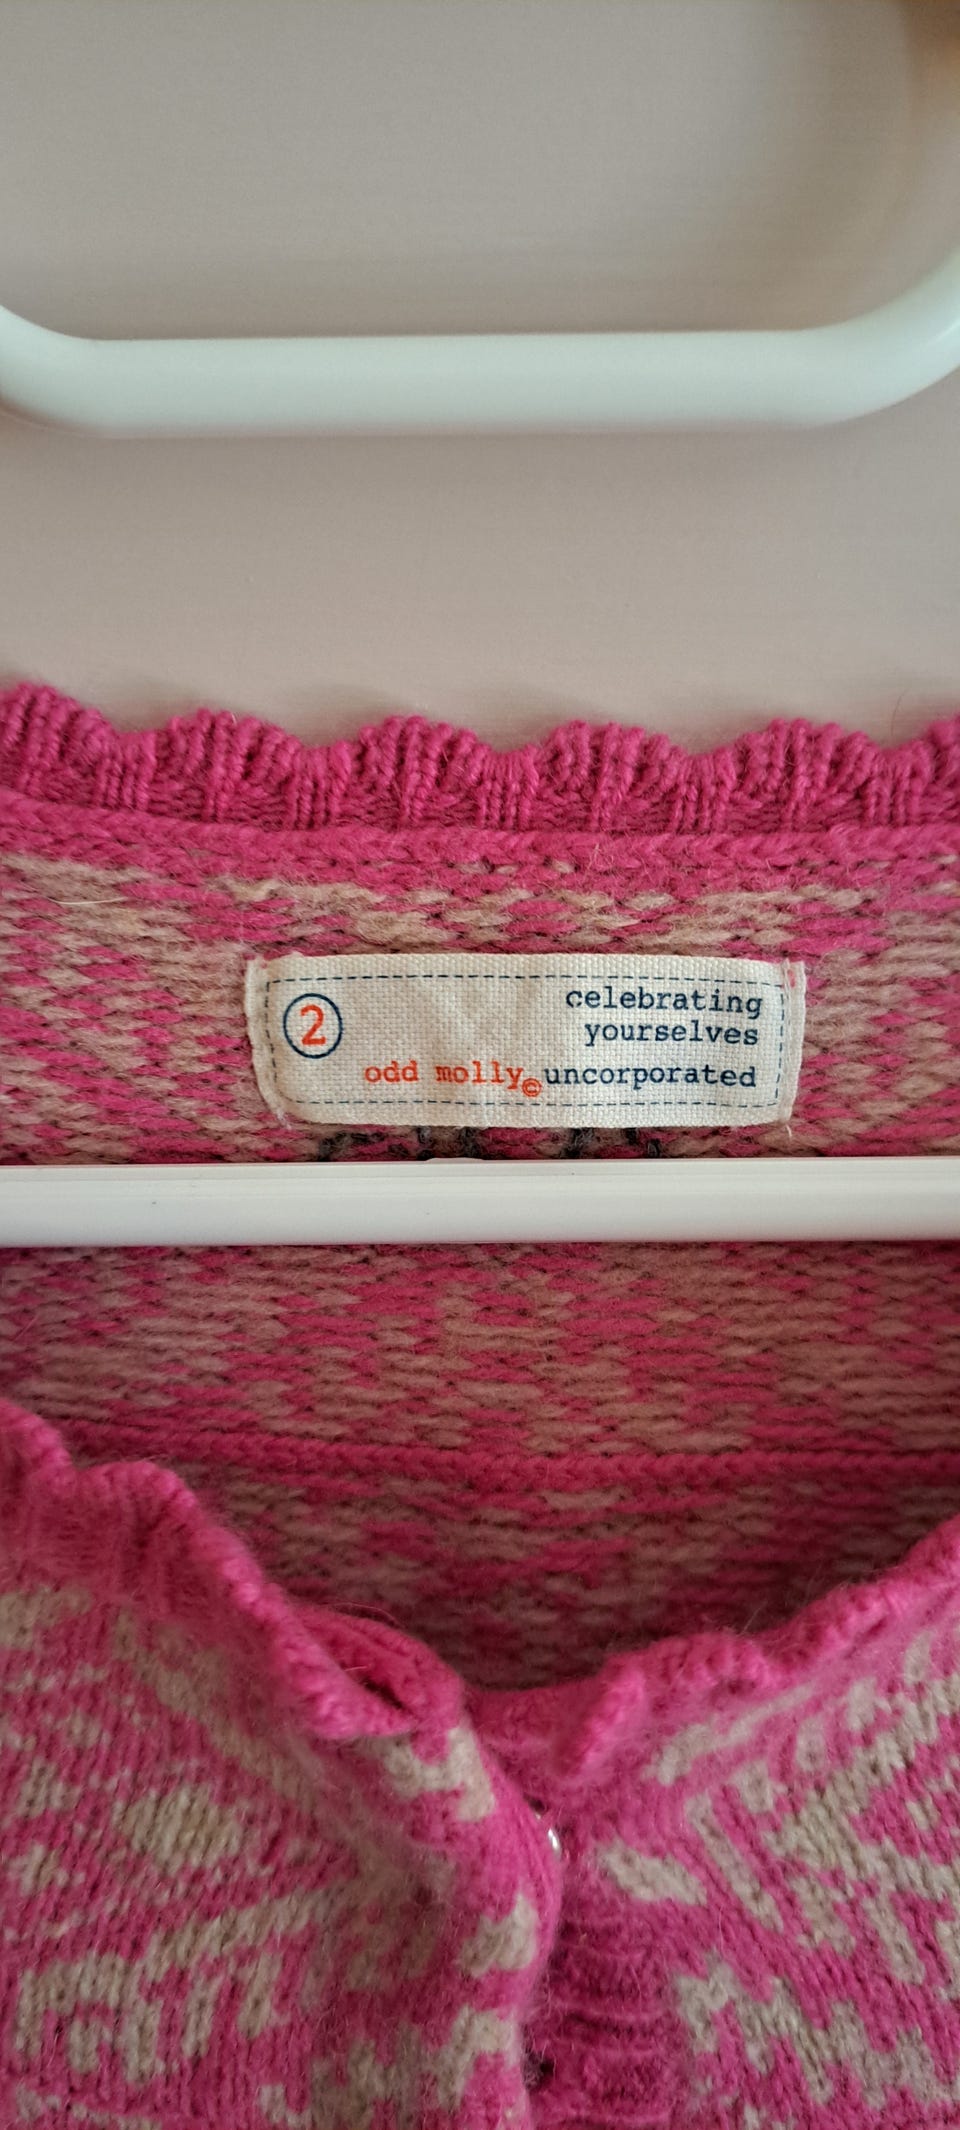 2
celebrating
yourselves
odd molly©uncorporated